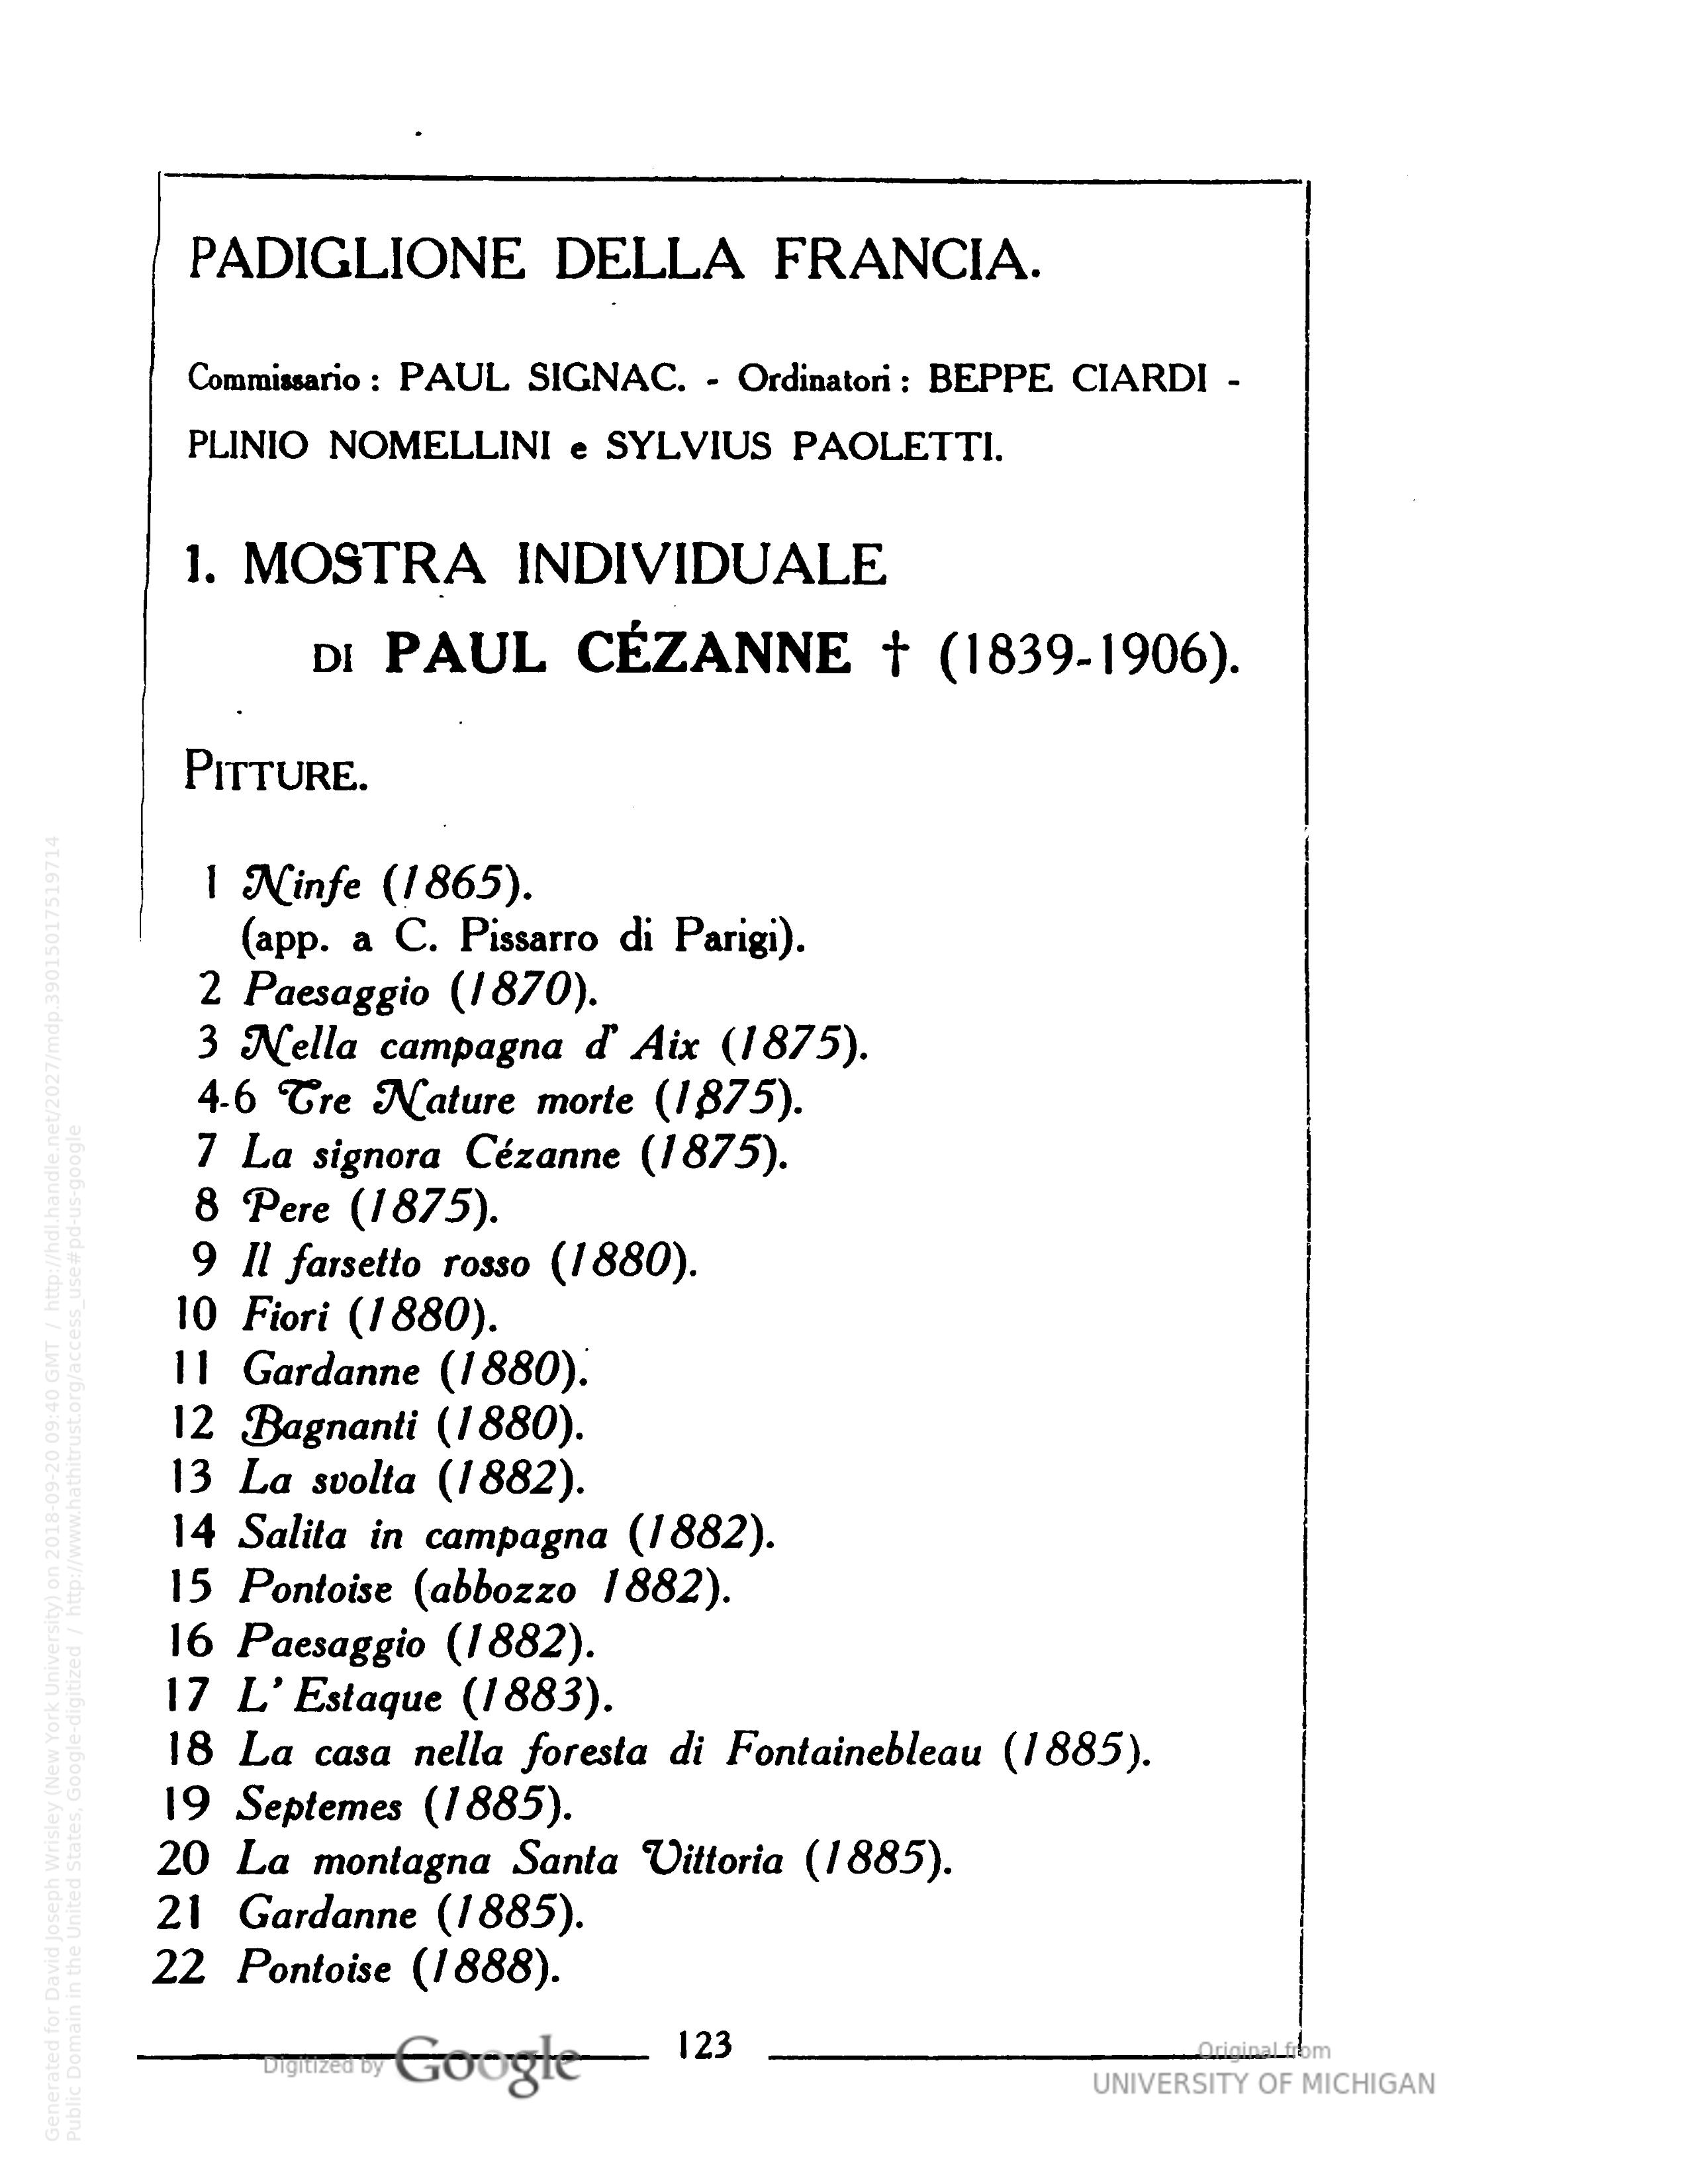 PADIGLIONE DELLA FRANCIA.
Commissario : PAUL SIGNAC. - Ordinatori : BEPPE CIARDI -
PLINIO NOMELLINI e SYLVIUS PAOLETTI.
1. MOSTRA INDIVIDUALE
DI PAUL CÉZANNE † (1839-1906).
PITTURE.
1 Ninfe (1865).
(app. a C. Pissarro di Parigi).
2 Paesaggio (1870).
3 Nella campagna d' Aix (1875).
4-6 Tre Nature morte (1875).
7 La signora Cézanne (1875).
8 Pere (1875).
9 Il farsetto rosso (1880).
10 Fiori (1880).
11 Gardanne (1880).
12 Bagnanti (1880).
13 La svolta (1882).
14 Salita in campagna (1882).
15 Pontoise (abbozzo 1882).
16 Paesaggio (1882).
17 L' Estaque (1883).
18 La casa nella foresta di Fontainebleau (1885).
19 Septemes (1885).
20 La montagna Santa Vittoria (1885).
21 Gardanne (1885).
22 Pontoise (1888).
123
Digitized by Google
Original from
UNIVERSITY OF MICHIGAN
Generated for David Joseph Wrisley (New York University) on 2018-09-20 09:40 GMT / http://hdl.handle.net/2027/mdp.39015017519714
Public Domain in the United States, Google-digitized / http://www.hathitrust.org/access_use#pd-us-google